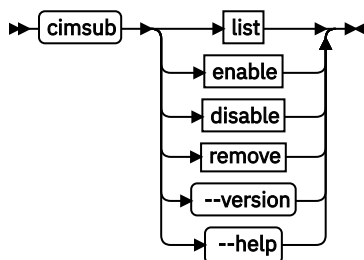 cimsub
list
enable
disable
remove
--version
--help